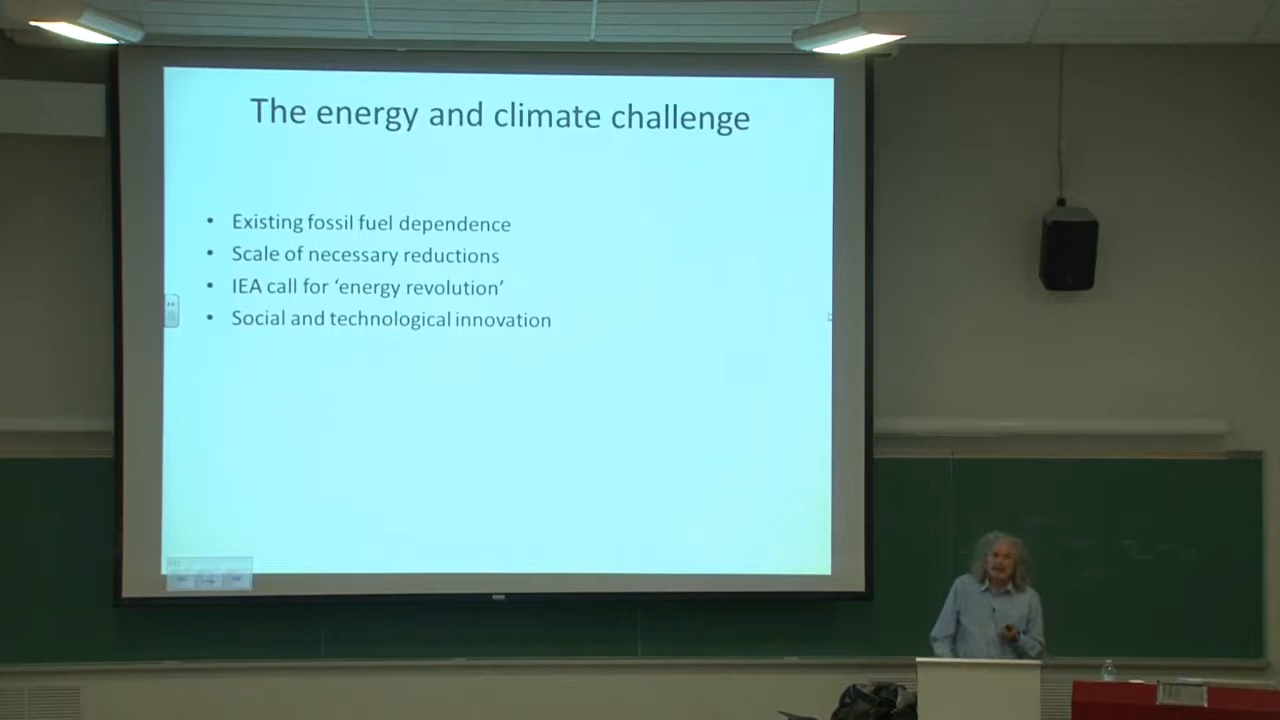 The energy and climate challenge
• Existing fossil fuel dependence
• Scale of necessary reductions
• IEA call for ‘energy revolution’
• Social and technological innovation